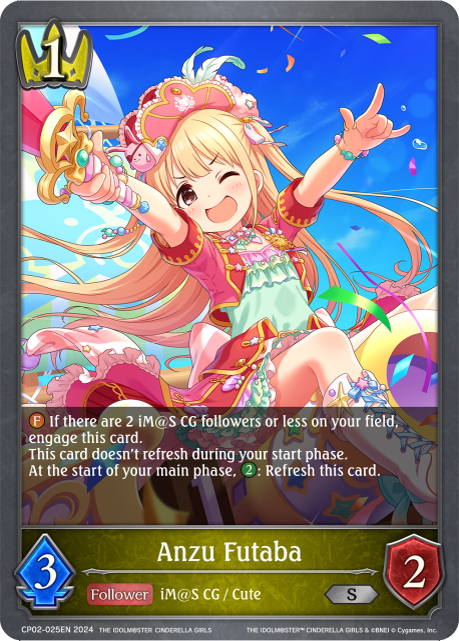 1
F If there are 2 iM@S CG followers or less on your field,
engage this card.
This card doesn't refresh during your start phase.
At the start of your main phase, 2: Refresh this card.
Anzu Futaba
3
Follower iM@S CG / Cute
S
2
CP02-025EN 2024 THE IDOLM@STER CINDERELLA GIRLS THE IDOLM@STER™ CINDERELLA GIRLS & ©BNEI © Cygames, Inc.